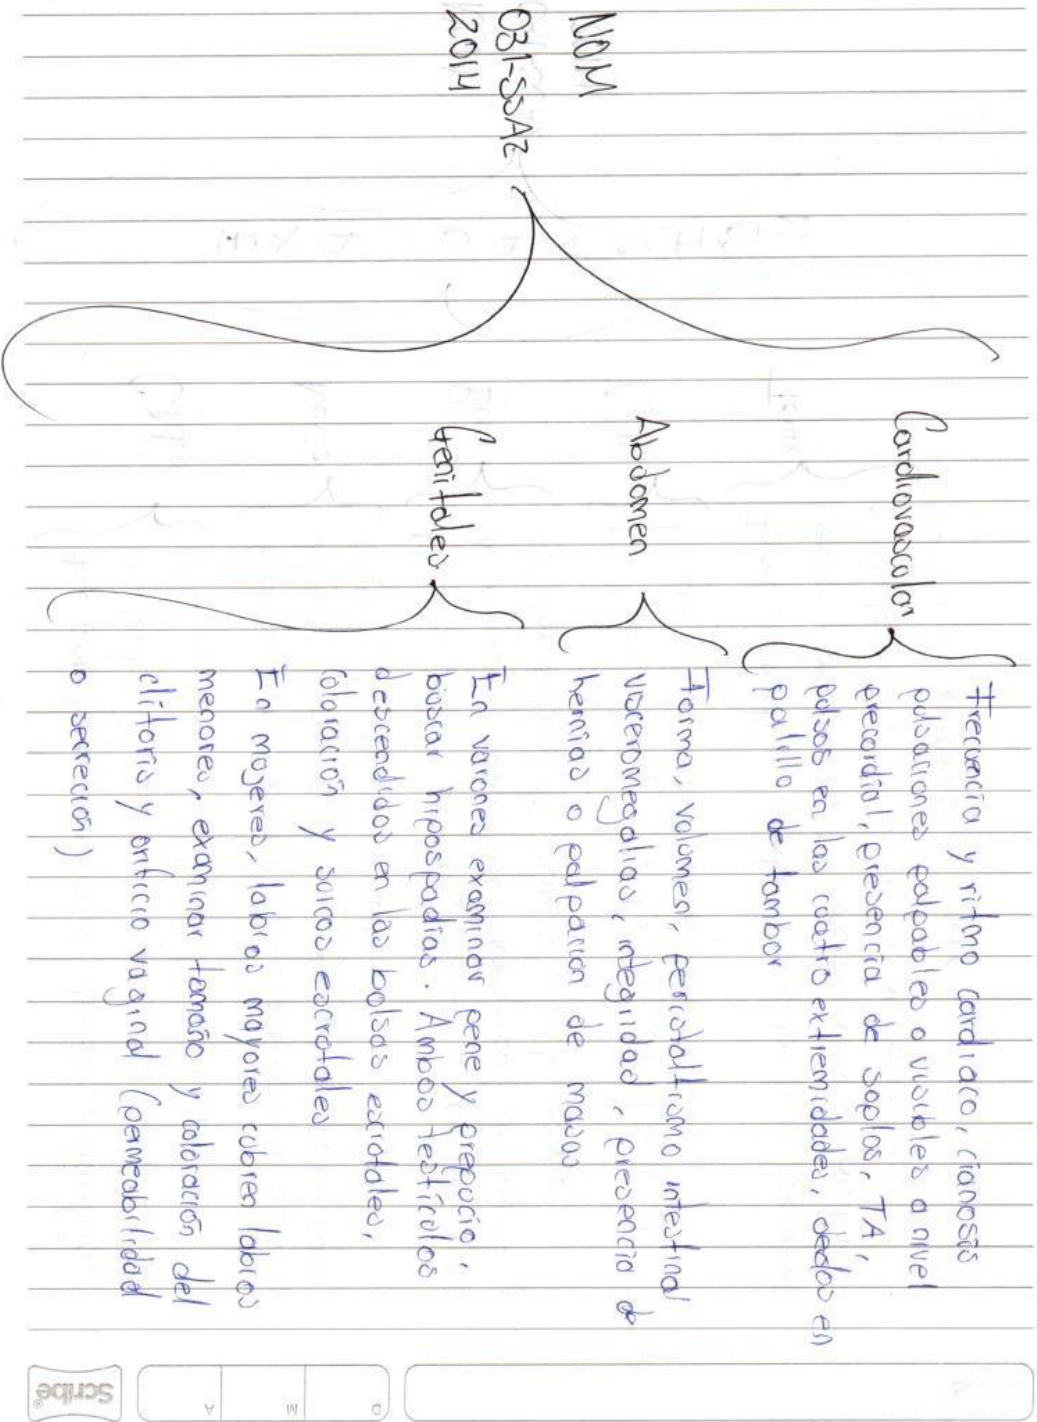 NOM
031-SSA2
2014
Cardiovascular
Frecuencia y ritmo cardiaco, cianosis
pulsaciones palpables o visibles a nivel
precordial, presencia de soplos, TA,
pulsos en las cuatro extremidades, dedos en
palillo de tambor
Abdomen
Forma, volumen, peristaltismo intestinal
visceromegalias, integridad, presencia de
hernias o palpación de masas
Genitales
En varones examinar pene y prepucio,
buscar hipospadias. Ambos testículos
descendidos en las bolsas escrotales,
coloración y surcos escrotales
En mujeres, labios mayores cubren labios
menores, examinar tamaño y coloración del
clítoris y orificio vaginal (permeabilidad
o secreción)
D
M
A
Scribe